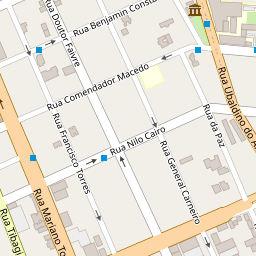 Rua Doutor Faivre
Rua Benjamin Consta
Rua Comendador Macedo
Rua Ubaldino do A
Rua Francisco Torres
Rua Nilo Cairo
Rua da Paz
Rua General Carneiro
Rua Mariano To
Rua Tibagi